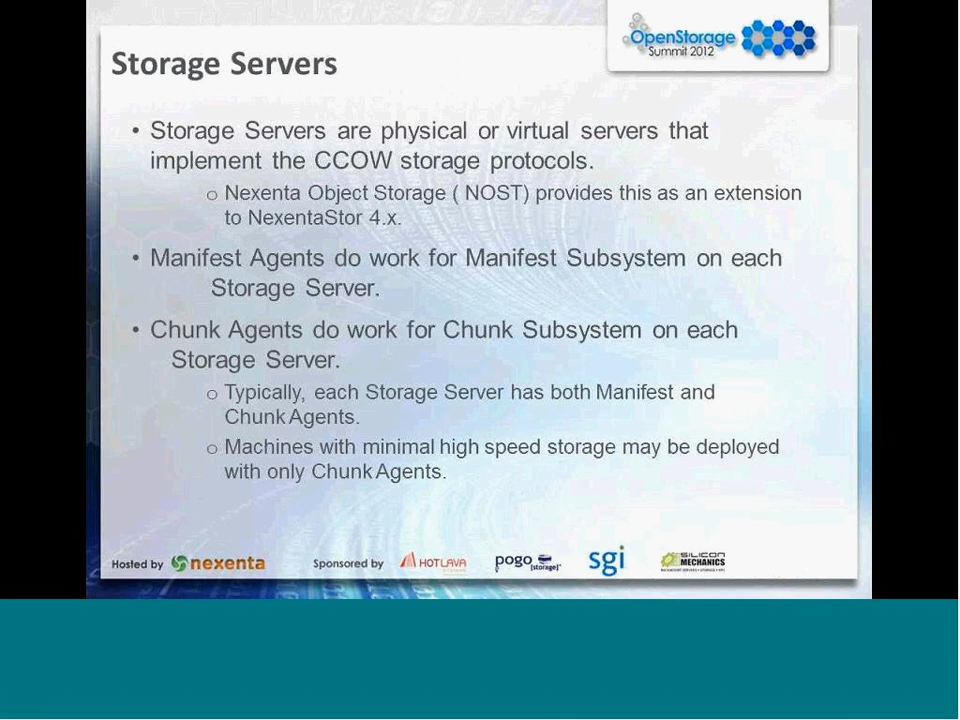 OpenStorage
Summit 2012
Storage Servers
• Storage Servers are physical or virtual servers that
implement the CCOW storage protocols.
o Nexenta Object Storage ( NOST) provides this as an extension
to NexentaStor 4.x.
• Manifest Agents do work for Manifest Subsystem on each
Storage Server.
• Chunk Agents do work for Chunk Subsystem on each
Storage Server.
o Typically, each Storage Server has both Manifest and
Chunk Agents.
o Machines with minimal high speed storage may be deployed
with only Chunk Agents.
Hosted by nexenta Sponsored by HOTLAVA pogo (storage) sgi SILICON
MECHANICS